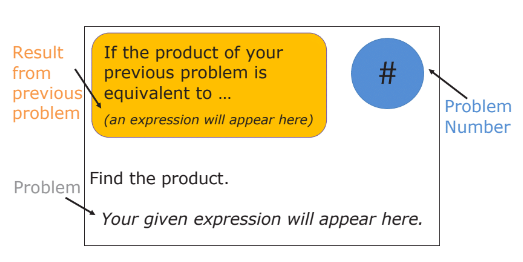 Result
from
previous
problem
If the product of your
previous problem is
equivalent to ...
(an expression will appear here)
#
Problem
Number
Problem
Find the product.
Your given expression will appear here.